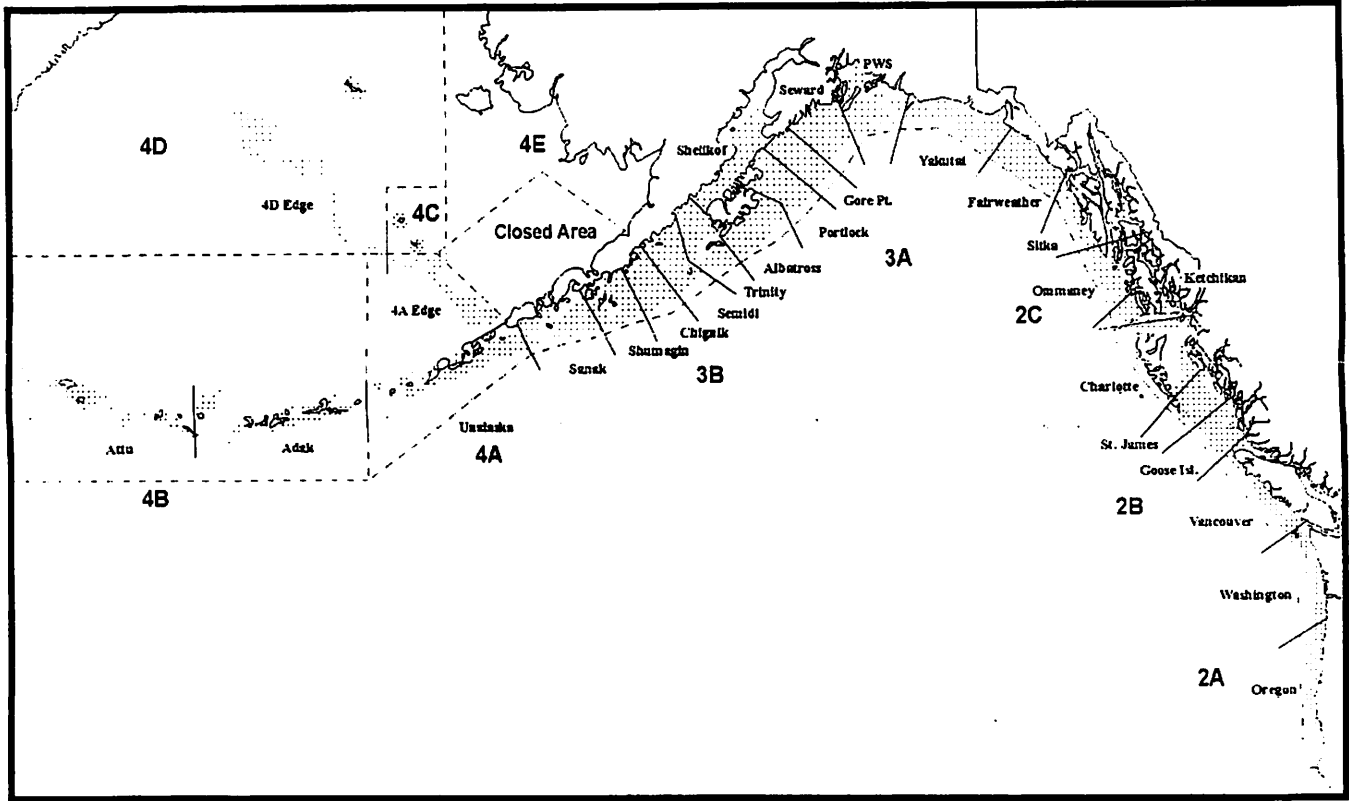 PWS
Seward
4D
4E
Shelikof
Yakutat
4D Edge
4C
Gore Pt.
Fairweather
Closed Area
Portlock
Sitka
3A
Albatross
Ketchikan
Trinity
Ommaney
4A Edge
Semidi
2C
Chignik
Shumagin
Sanak
3B
Charlotte
Unalaska
St. James
Attu
Adak
4A
Goose Isl.
4B
2B
Vancouver
Washington
2A
Oregon